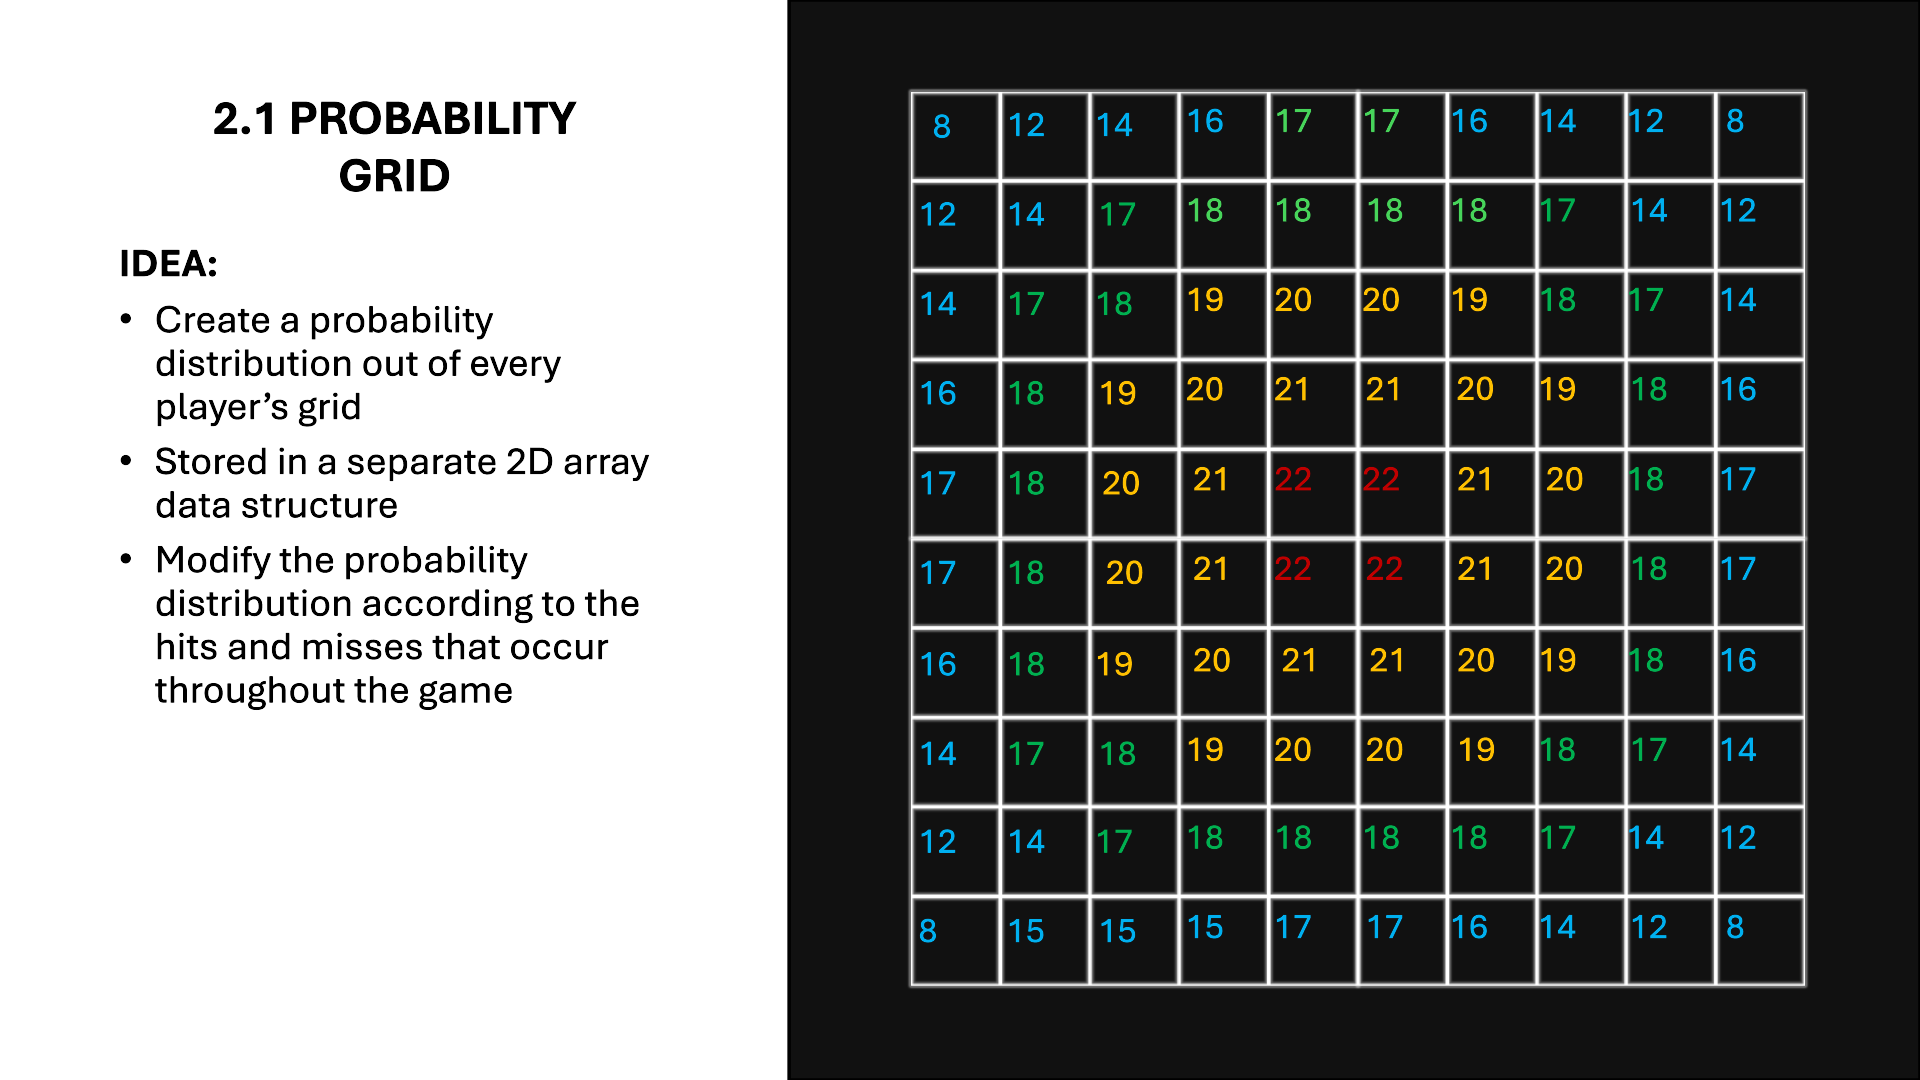 2.1 PROBABILITY
GRID
IDEA:
• Create a probability
distribution out of every
player’s grid
• Stored in a separate 2D array
data structure
• Modify the probability
distribution according to the
hits and misses that occur
throughout the game
8 12 14 16 17 17 16 14 12 8
12 14 17 18 18 18 18 17 14 12
14 17 18 19 20 20 19 18 17 14
16 18 19 20 21 21 20 19 18 16
17 18 20 21 22 22 21 20 18 17
17 18 20 21 22 22 21 20 18 17
16 18 19 20 21 21 20 19 18 16
14 17 18 19 20 20 19 18 17 14
12 14 17 18 18 18 18 17 14 12
8 15 15 15 17 17 16 14 12 8